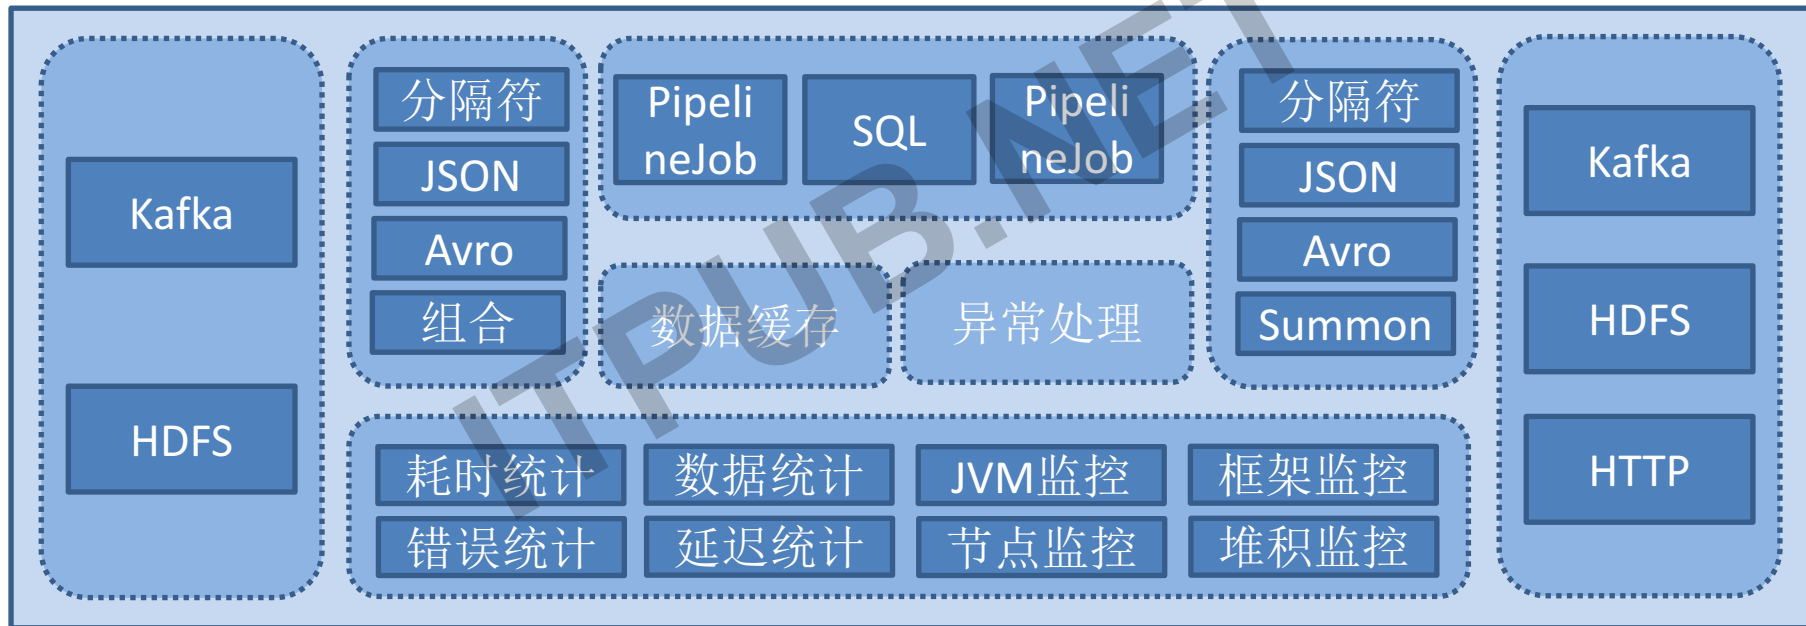 Kafka
HDFS
分隔符
JSON
Avro
组合
Pipeli
neJob
SQL
Pipeli
neJob
数据缓存
异常处理
分隔符
JSON
Avro
Summon
Kafka
HDFS
HTTP
耗时统计
数据统计
JVM监控
框架监控
错误统计
延迟统计
节点监控
堆积监控
ITPUB.NET